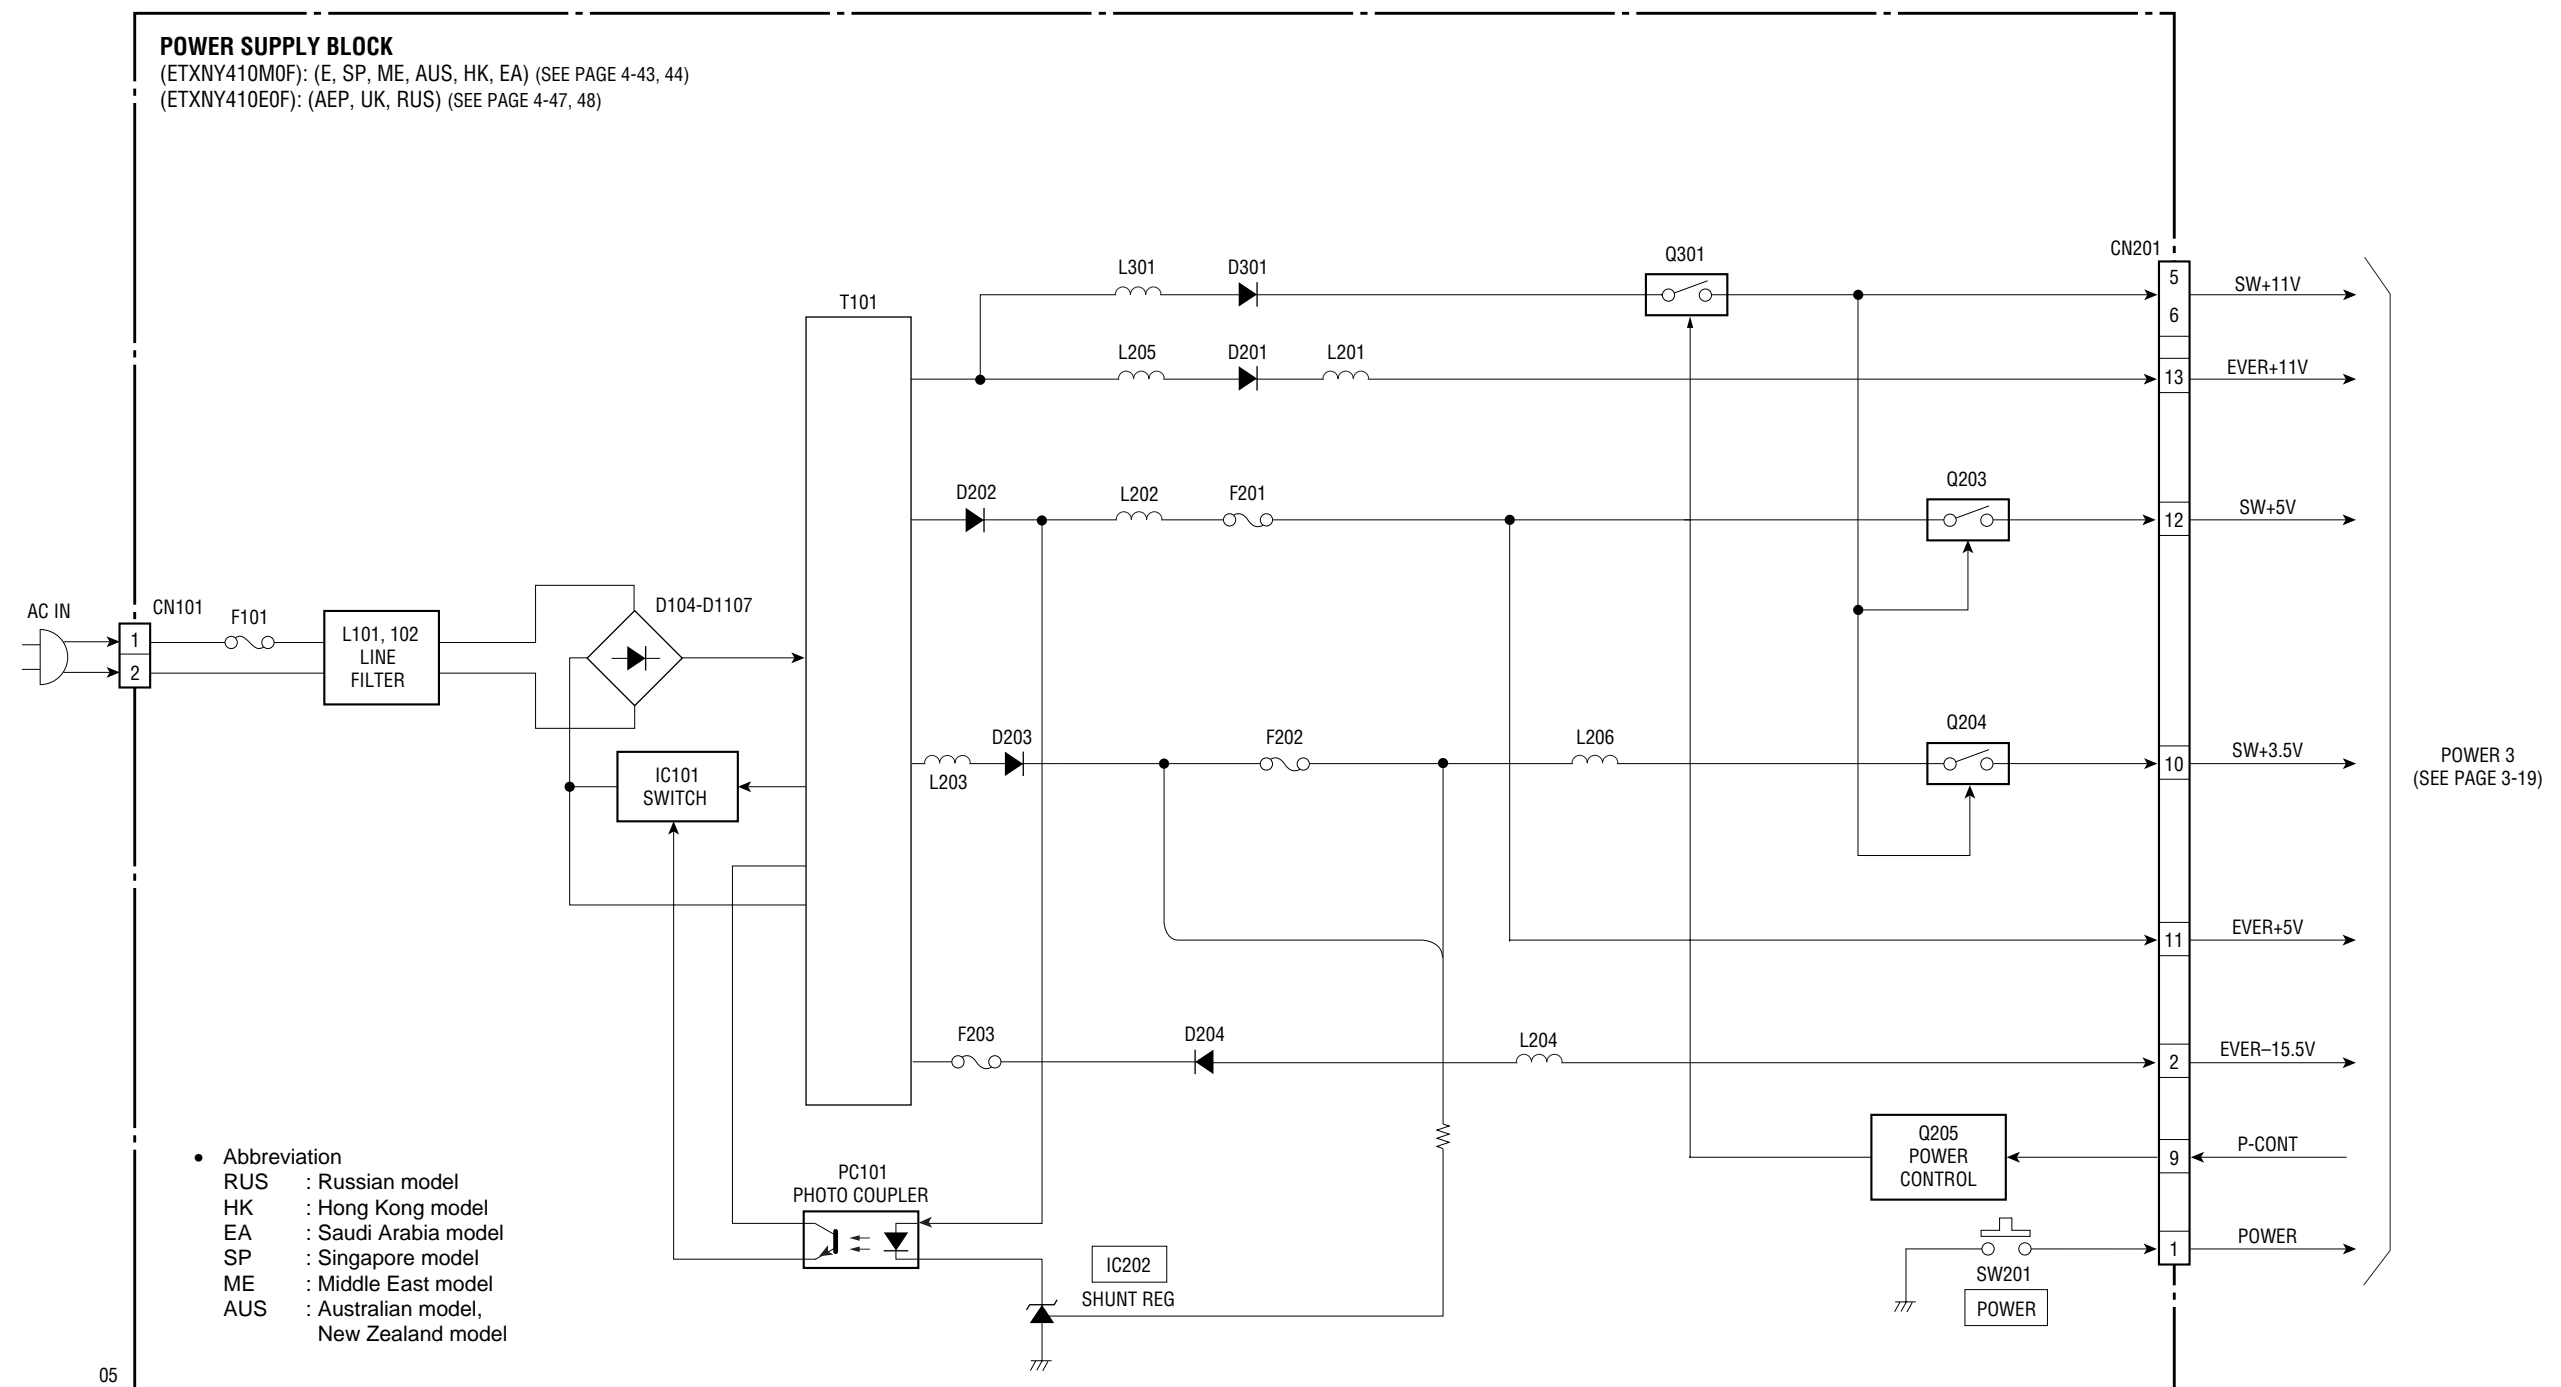 POWER SUPPLY BLOCK
(ETXNY410M0F): (E, SP, ME, AUS, HK, EA) (SEE PAGE 4-43, 44)
(ETXNY410E0F): (AEP, UK, RUS) (SEE PAGE 4-47, 48)
CN201
Q301
L301
D301
5
SW+11V
6
T101
L205
D201
L201
13
EVER+11V
Q203
D202
L202
F201
12
SW+5V
AC IN
CN101
F101
D104-D1107
1
2
L101, 102
LINE
FILTER
Q204
D203
F202
L206
L203
10
SW+3.5V
POWER 3
(SEE PAGE 3-19)
IC101
SWITCH
11
EVER+5V
F203
D204
L204
2
EVER–15.5V
Q205
POWER
CONTROL
9
P-CONT
PC101
PHOTO COUPLER
1
POWER
SW201
POWER
IC202
SHUNT REG
• Abbreviation
RUS : Russian model
HK : Hong Kong model
EA : Saudi Arabia model
SP : Singapore model
ME : Middle East model
AUS : Australian model,
New Zealand model
05